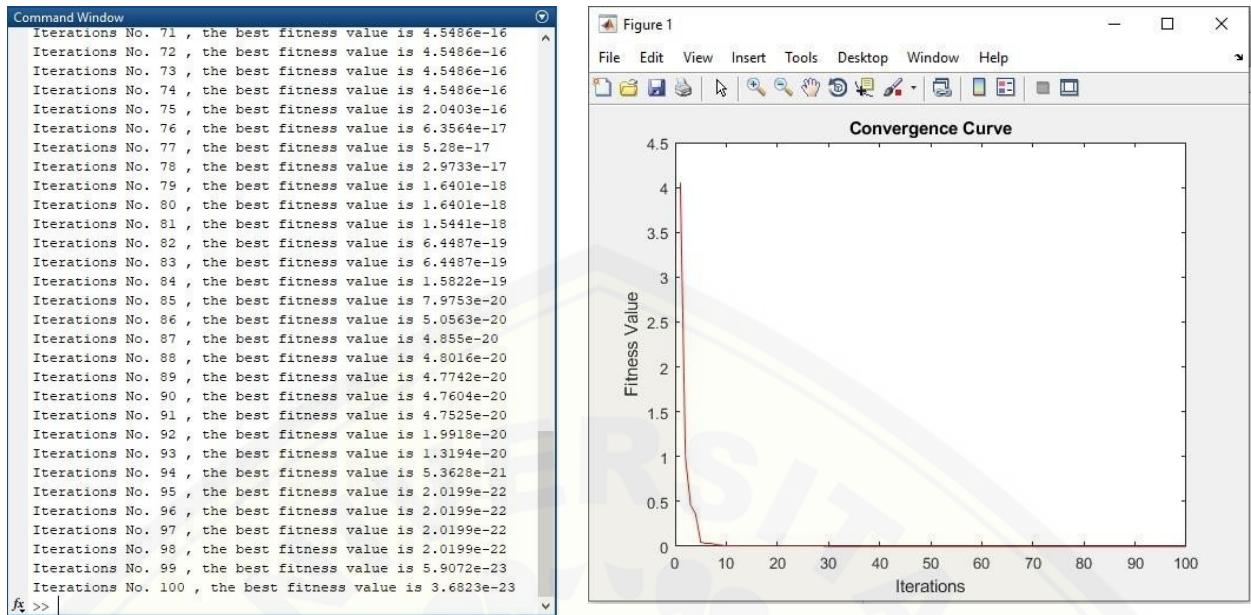 Command Window
Iterations No. 71 , the best fitness value is 4.5486e-16
Iterations No. 72 , the best fitness value is 4.5486e-16
Iterations No. 73 , the best fitness value is 4.5486e-16
Iterations No. 74 , the best fitness value is 4.5486e-16
Iterations No. 75 , the best fitness value is 2.0403e-16
Iterations No. 76 , the best fitness value is 6.3564e-17
Iterations No. 77 , the best fitness value is 5.28e-17
Iterations No. 78 , the best fitness value is 2.9733e-17
Iterations No. 79 , the best fitness value is 1.6401e-18
Iterations No. 80 , the best fitness value is 1.6401e-18
Iterations No. 81 , the best fitness value is 1.5441e-18
Iterations No. 82 , the best fitness value is 6.4487e-19
Iterations No. 83 , the best fitness value is 6.4487e-19
Iterations No. 84 , the best fitness value is 1.5822e-19
Iterations No. 85 , the best fitness value is 7.9753e-20
Iterations No. 86 , the best fitness value is 5.0563e-20
Iterations No. 87 , the best fitness value is 4.855e-20
Iterations No. 88 , the best fitness value is 4.8016e-20
Iterations No. 89 , the best fitness value is 4.7742e-20
Iterations No. 90 , the best fitness value is 4.7604e-20
Iterations No. 91 , the best fitness value is 4.7525e-20
Iterations No. 92 , the best fitness value is 1.9918e-20
Iterations No. 93 , the best fitness value is 1.3194e-20
Iterations No. 94 , the best fitness value is 5.3628e-21
Iterations No. 95 , the best fitness value is 2.0199e-22
Iterations No. 96 , the best fitness value is 2.0199e-22
Iterations No. 97 , the best fitness value is 2.0199e-22
Iterations No. 98 , the best fitness value is 2.0199e-22
Iterations No. 99 , the best fitness value is 5.9072e-23
Iterations No. 100 , the best fitness value is 3.6823e-23
fx >>
Figure 1
File Edit View Insert Tools Desktop Window Help
Convergence Curve
4.5
4
3.5
3
2.5
2
1.5
1
0.5
0
Fitness Value
0 10 20 30 40 50 60 70 80 90 100
Iterations